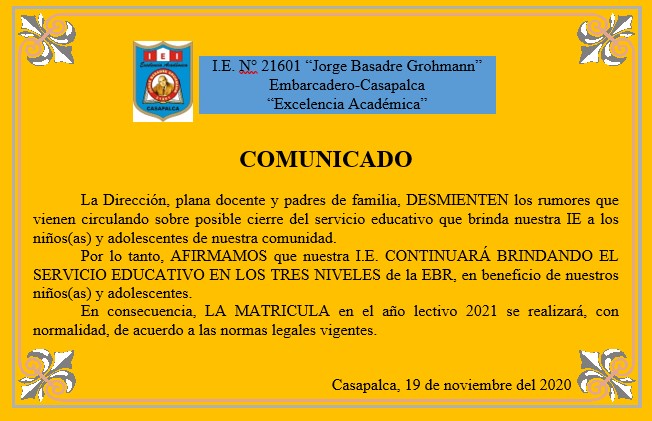 I.E. N° 21601 “Jorge Basadre Grohmann”
Embarcadero-Casapalca
“Excelencia Académica”
I E I
Excelencia Académica
CASAPALCA
COMUNICADO
La Dirección, plana docente y padres de familia, DESMIENTEN los rumores que
vienen circulando sobre posible cierre del servicio educativo que brinda nuestra IE a los
niños(as) y adolescentes de nuestra comunidad.
Por lo tanto, AFIRMAMOS que nuestra I.E. CONTINUARÁ BRINDANDO EL
SERVICIO EDUCATIVO EN LOS TRES NIVELES de la EBR, en beneficio de nuestros
niños(as) y adolescentes.
En consecuencia, LA MATRICULA en el año lectivo 2021 se realizará, con
normalidad, de acuerdo a las normas legales vigentes.
Casapalca, 19 de noviembre del 2020